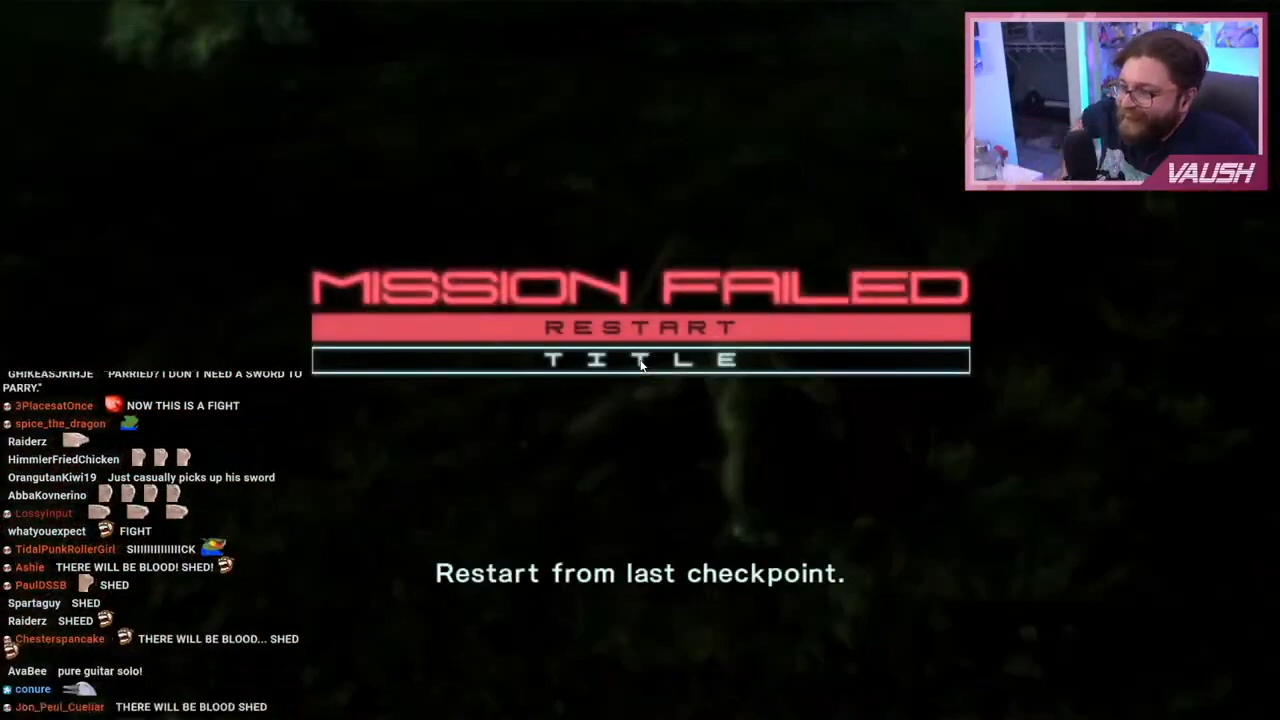 VAUSH
MISSION FAILED
RESTART
TITLE
GHIKEASJKIHJE "PARRIED? I DON'T NEED A SWORD TO
PARRY."
3PlacesatOnce NOW THIS IS A FIGHT
spice_the_dragon
Raiderz
HimmlerFriedChicken
OrangutanKiwi19 Just casually picks up his sword
AbbaKovnerino
LossyInput
whatyouexpect FIGHT
TidalPunkRollerGirl SIIIIIIIIIIIIIICK
Ashie THERE WILL BE BLOOD! SHED!
PaulDSSB SHED
Spartaguy SHED
Raiderz SHEED
Chesterspancake THERE WILL BE BLOOD... SHED
AvaBee pure guitar solo!
conure
Jon_Peul_Cueliar THERE WILL BE BLOOD SHED
Restart from last checkpoint.